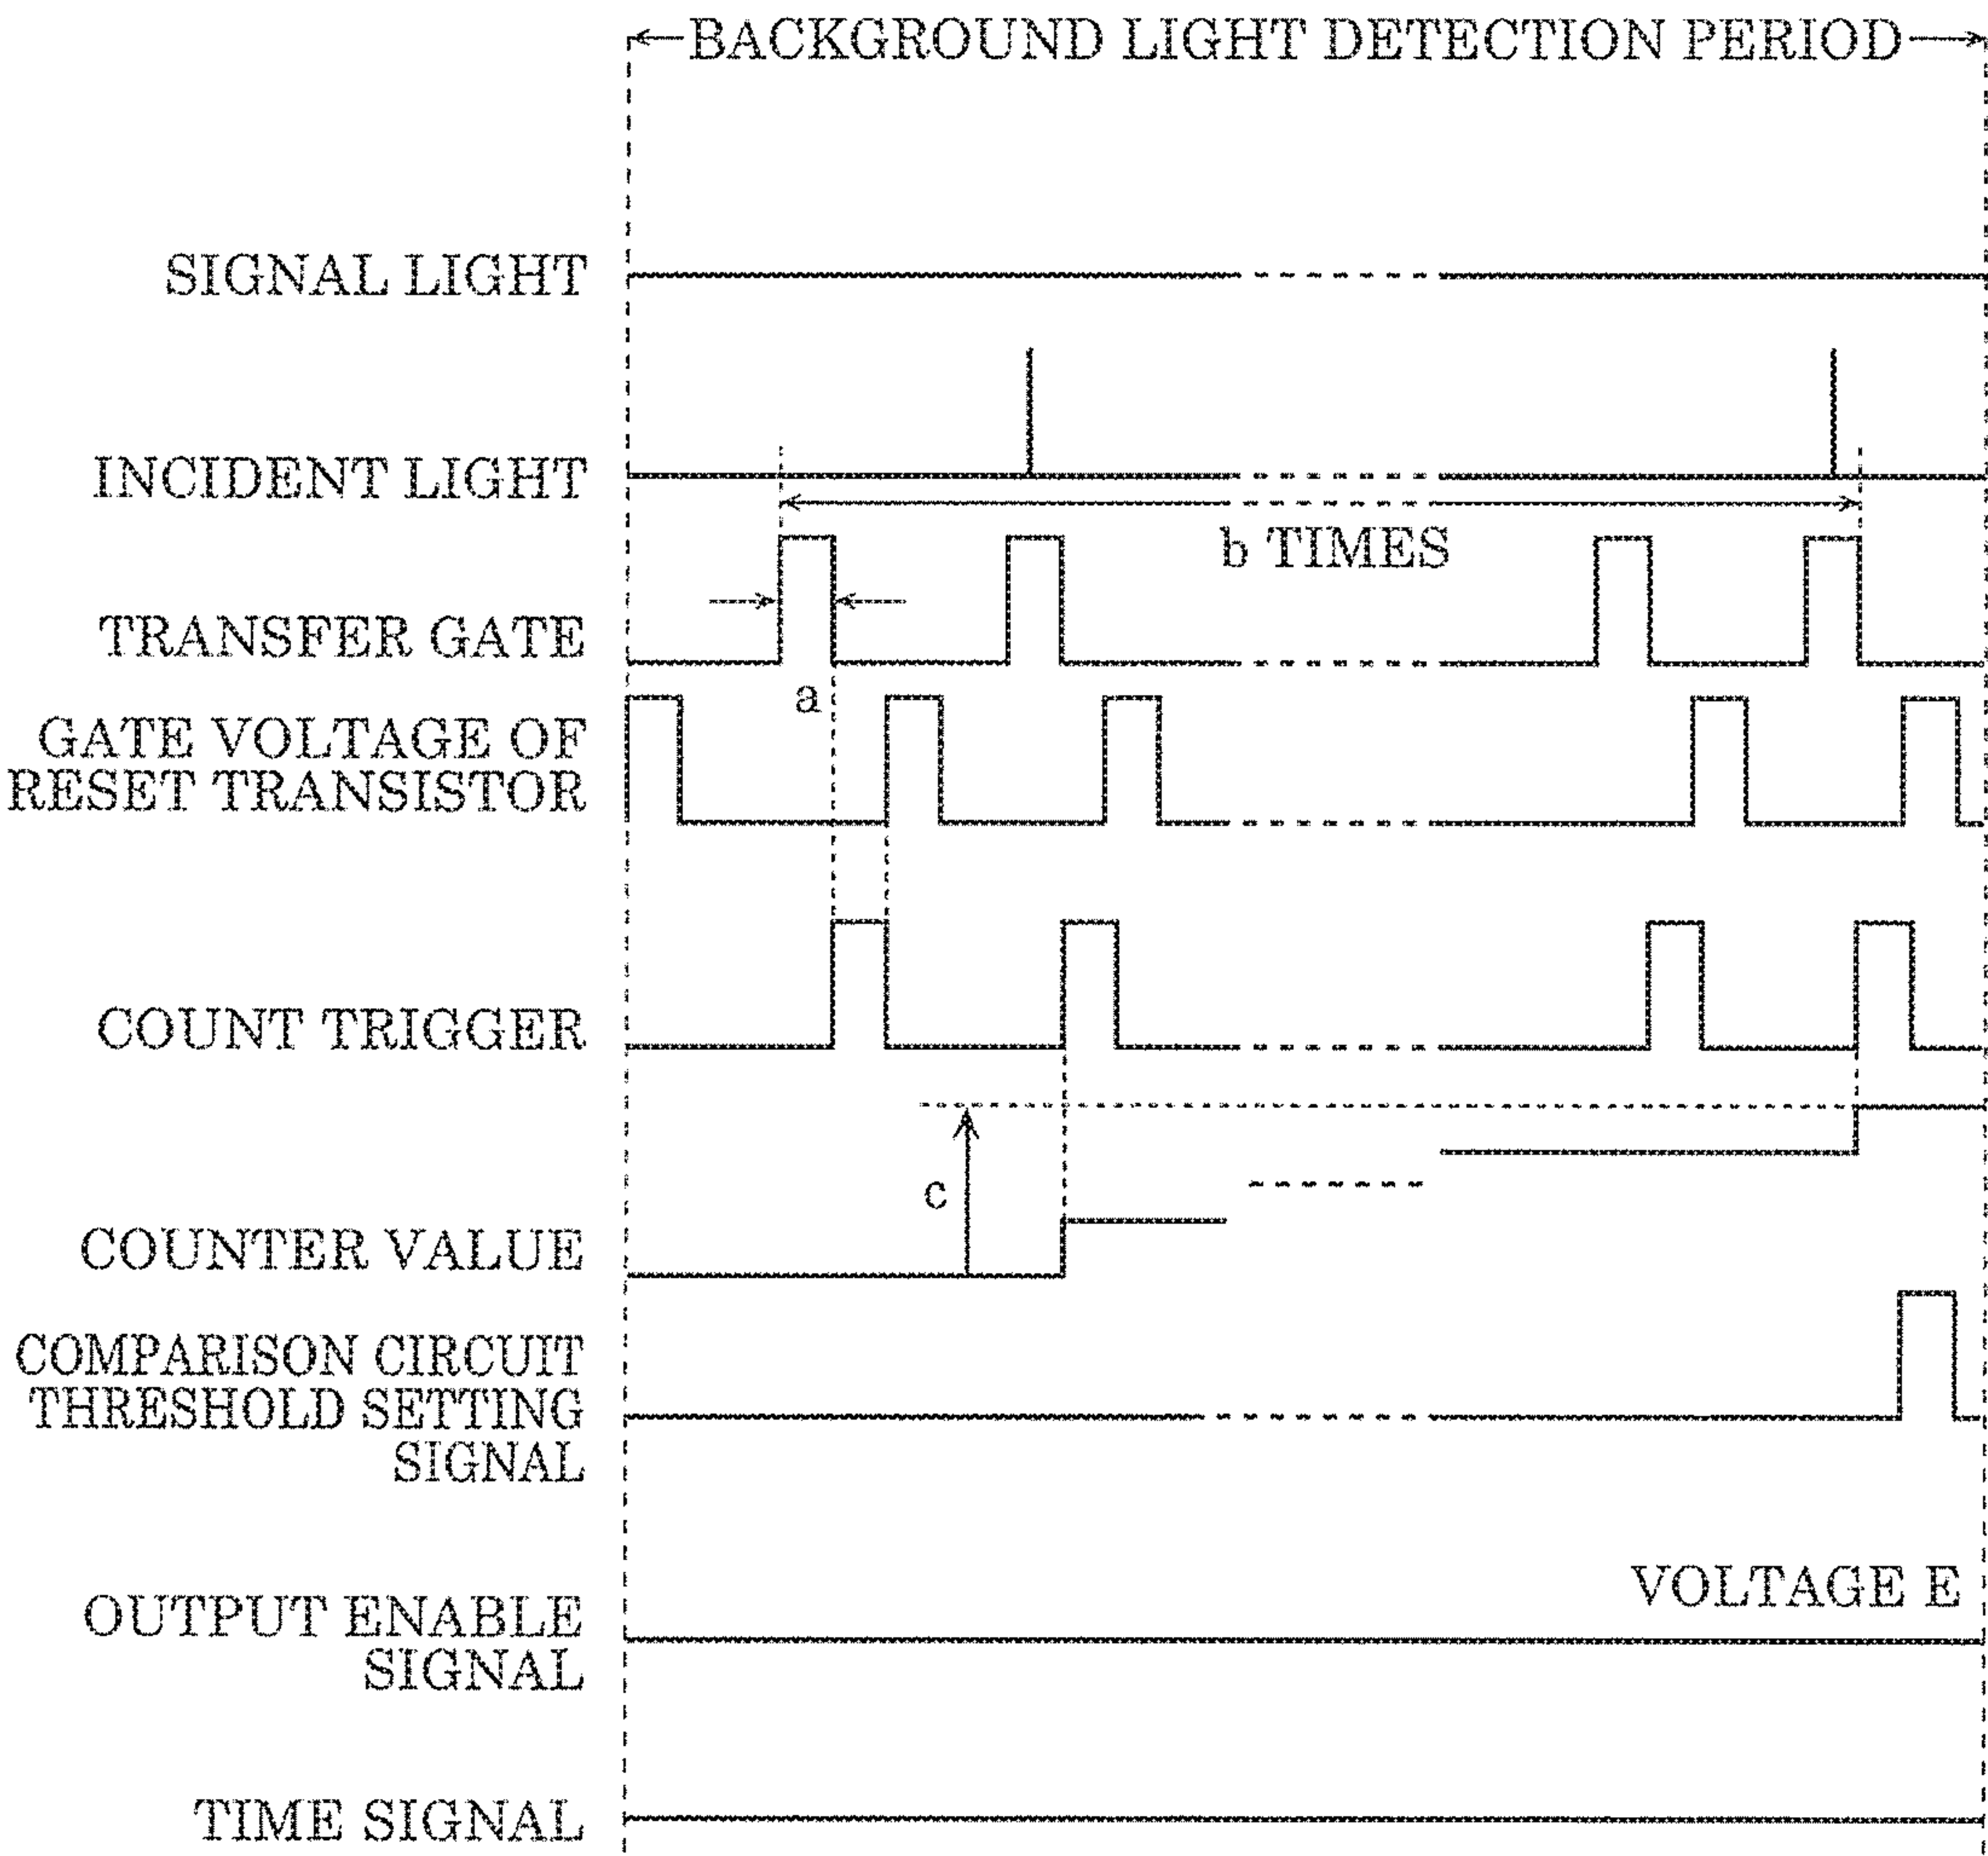 BACKGROUND LIGHT DETECTION PERIOD
SIGNAL LIGHT
INCIDENT LIGHT
b TIMES
TRANSFER GATE
a
GATE VOLTAGE OF
RESET TRANSISTOR
COUNT TRIGGER
c
COUNTER VALUE
COMPARISON CIRCUIT
THRESHOLD SETTING
SIGNAL
VOLTAGE E
OUTPUT ENABLE
SIGNAL
TIME SIGNAL